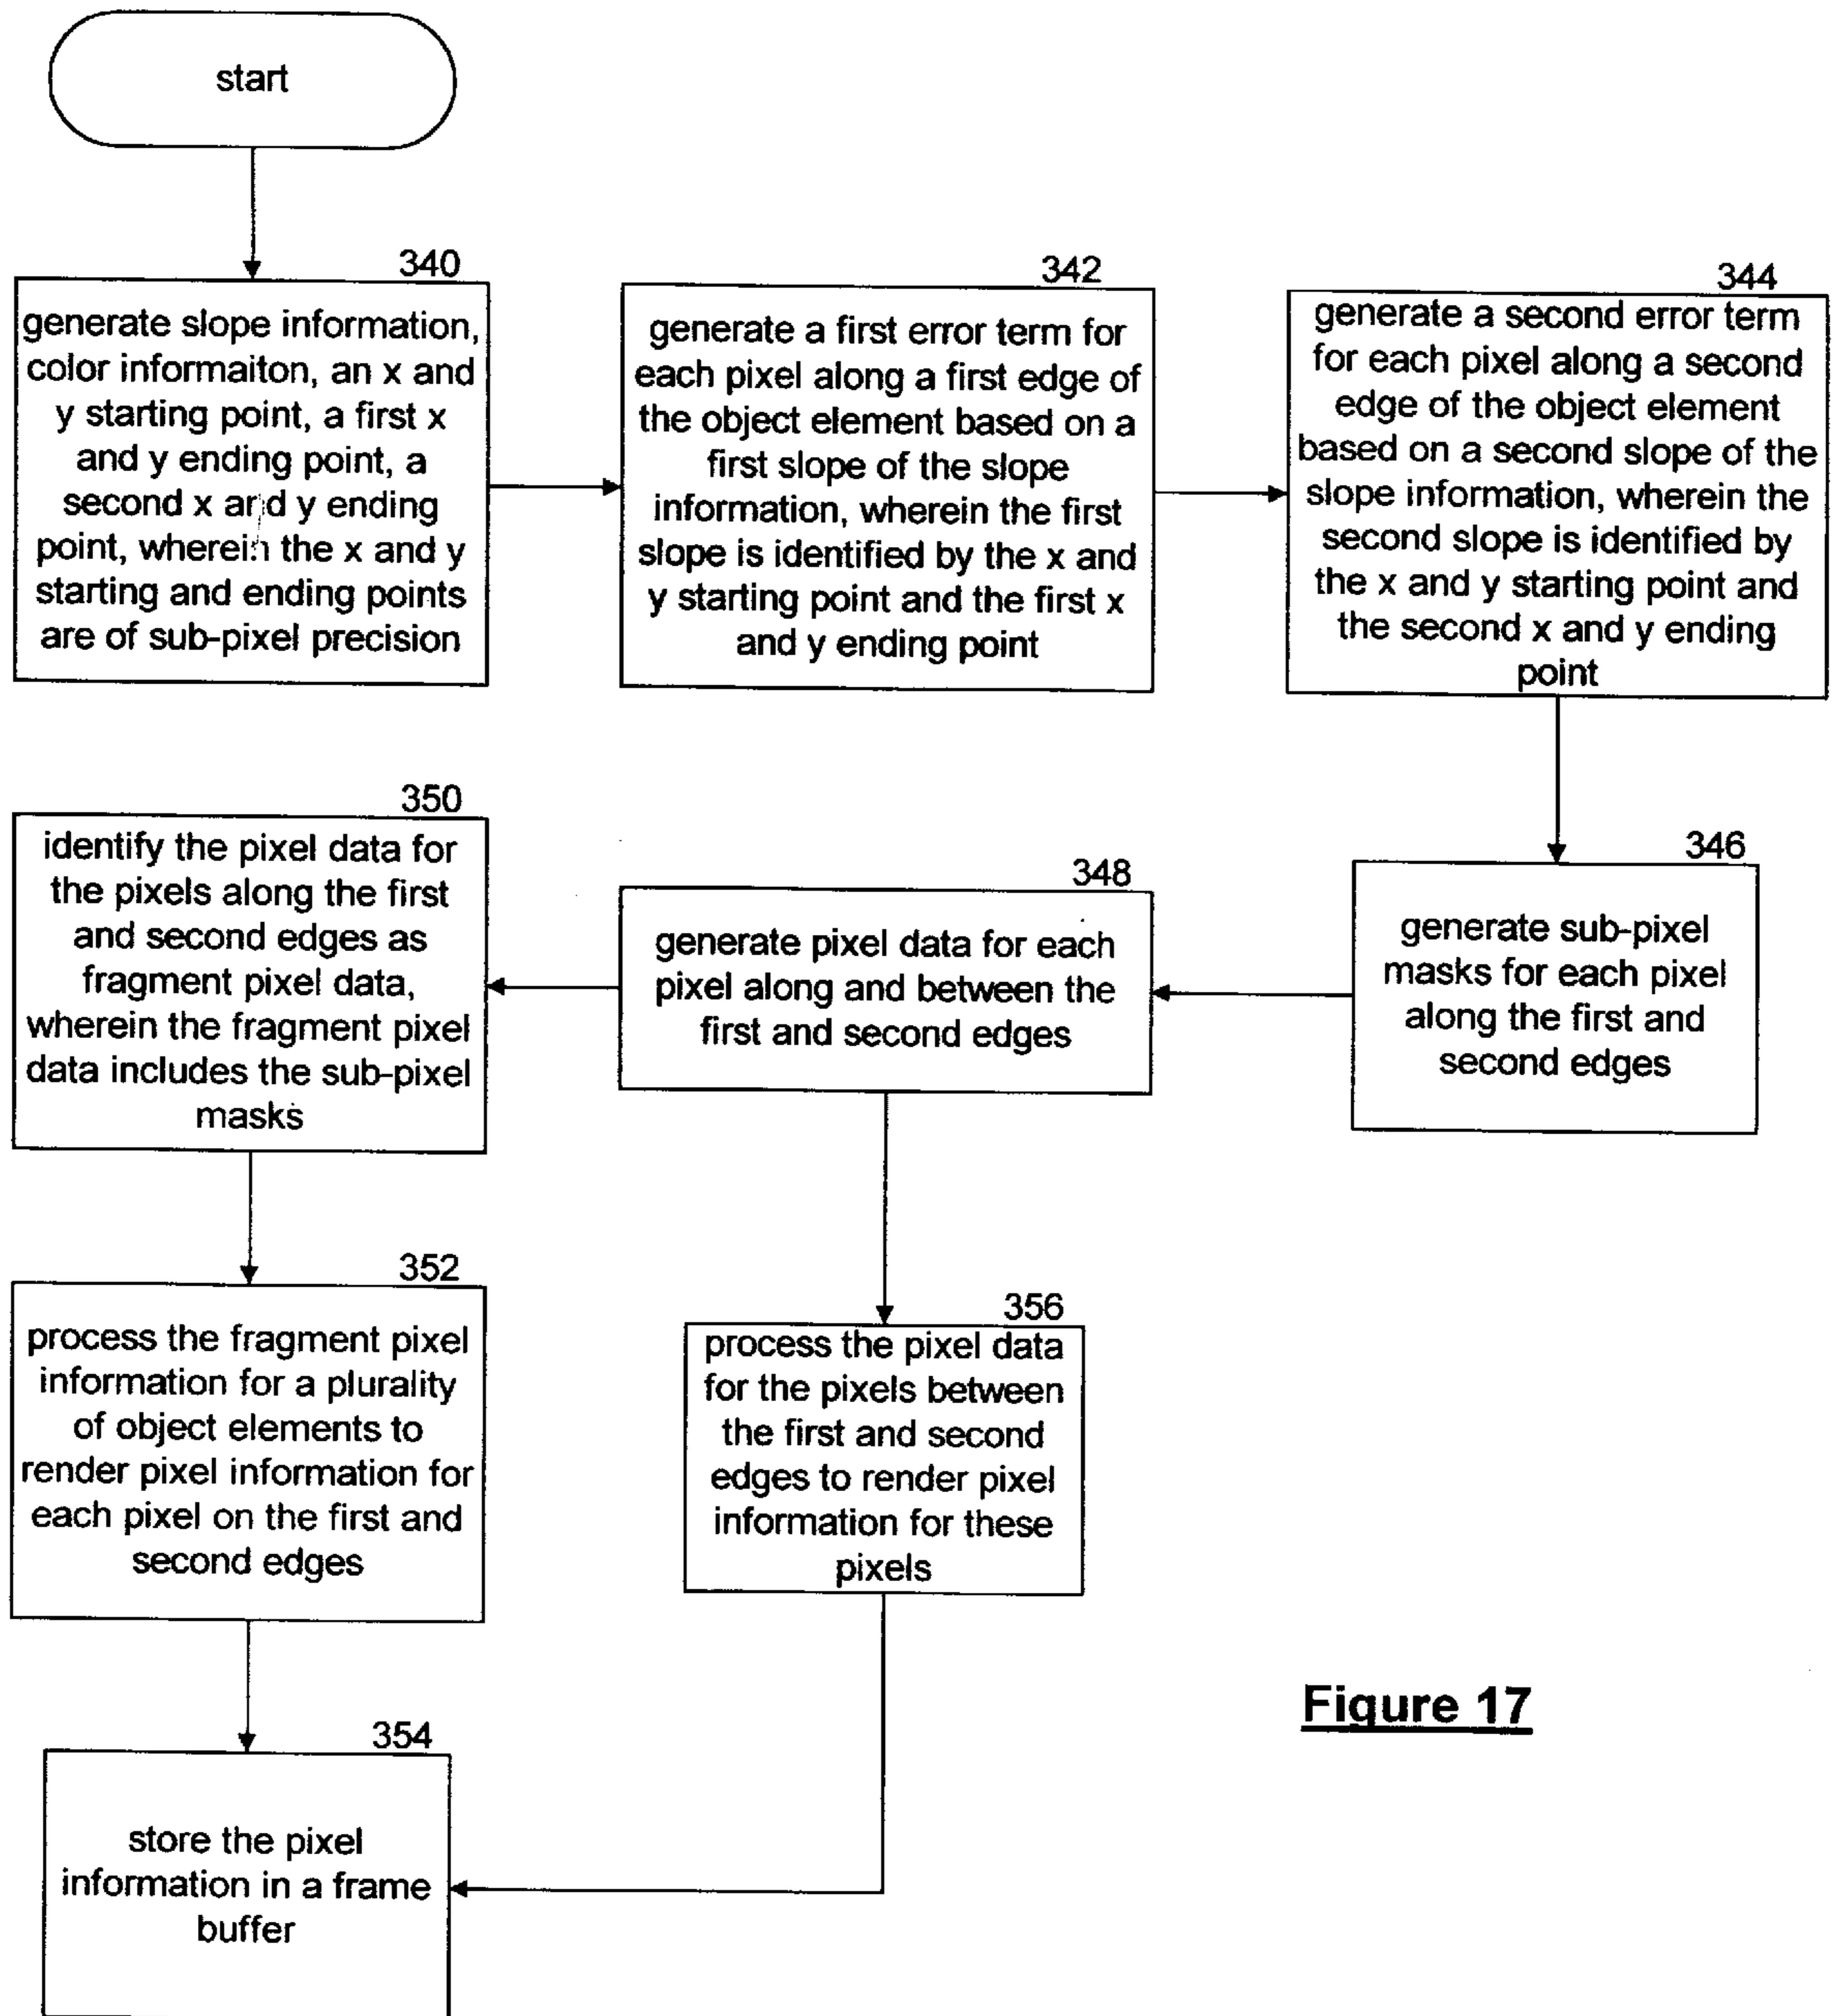 start
340
generate slope information,
color informaiton, an x and
y starting point, a first x
and y ending point, a
second x and y ending
point, wherein the x and y
starting and ending points
are of sub-pixel precision
342
generate a first error term for
each pixel along a first edge of
the object element based on a
first slope of the slope
information, wherein the first
slope is identified by the x and
y starting point and the first x
and y ending point
344
generate a second error term
for each pixel along a second
edge of the object element
based on a second slope of the
slope information, wherein the
second slope is identified by
the x and y starting point and
the second x and y ending
point
346
generate sub-pixel
masks for each pixel
along the first and
second edges
348
generate pixel data for each
pixel along and between the
first and second edges
350
identify the pixel data for
the pixels along the first
and second edges as
fragment pixel data,
wherein the fragment pixel
data includes the sub-pixel
masks
352
process the fragment pixel
information for a plurality
of object elements to
render pixel information for
each pixel on the first and
second edges
356
process the pixel data
for the pixels between
the first and second
edges to render pixel
information for these
pixels
354
store the pixel
information in a frame
buffer
Figure 17